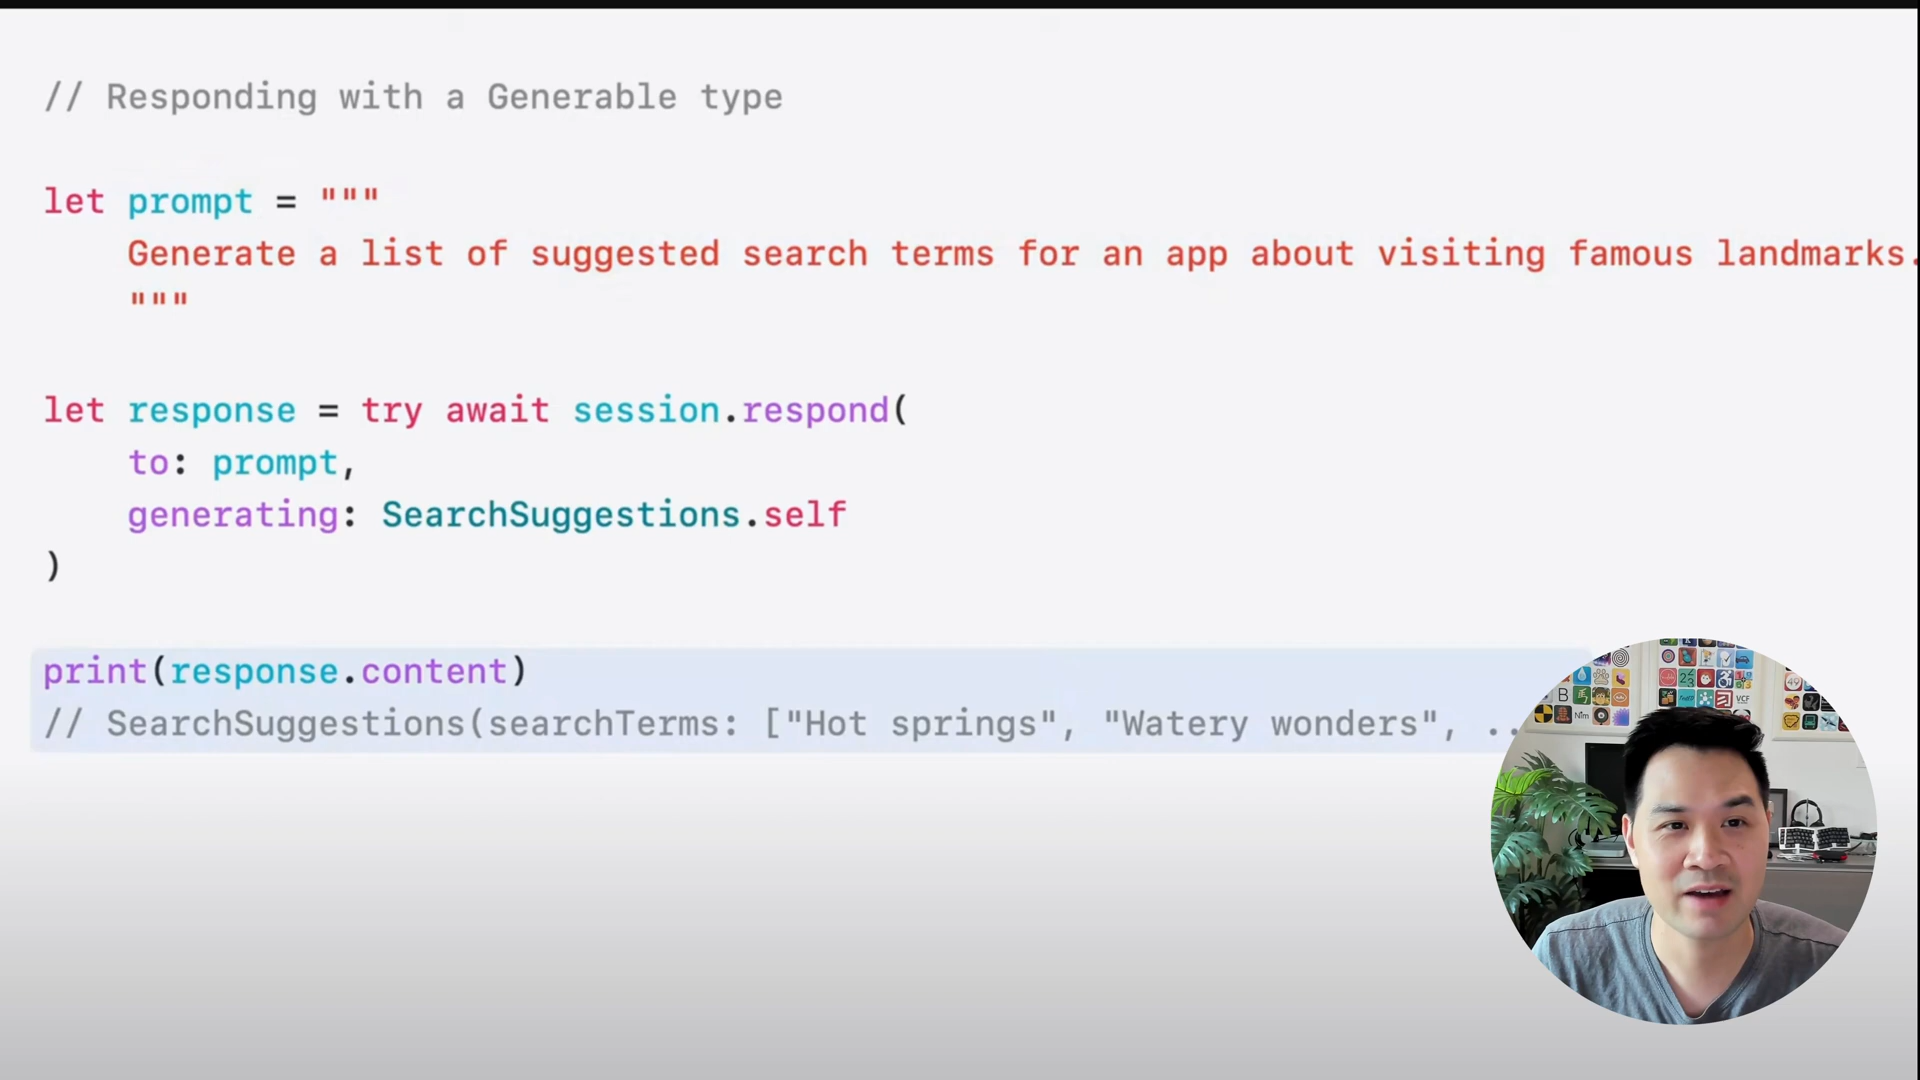 // Responding with a Generable type
let prompt = """
Generate a list of suggested search terms for an app about visiting famous landmarks.
"""
let response = try await session.respond(
to: prompt,
generating: SearchSuggestions.self
)
print(response.content)
// SearchSuggestions(searchTerms: ["Hot springs", "Watery wonders", ..